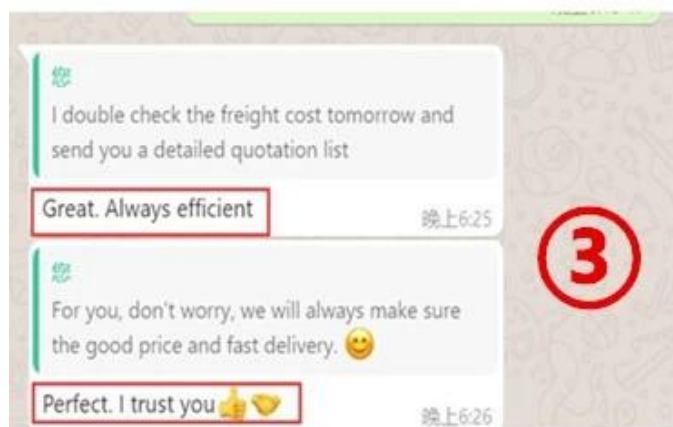 您
I double check the freight cost tomorrow and
send you a detailed quotation list
Great. Always efficient
晚上6:25
您
For you, don't worry, we will always make sure
the good price and fast delivery. 😊
Perfect. I trust you👍🤝
晚上6:26
③